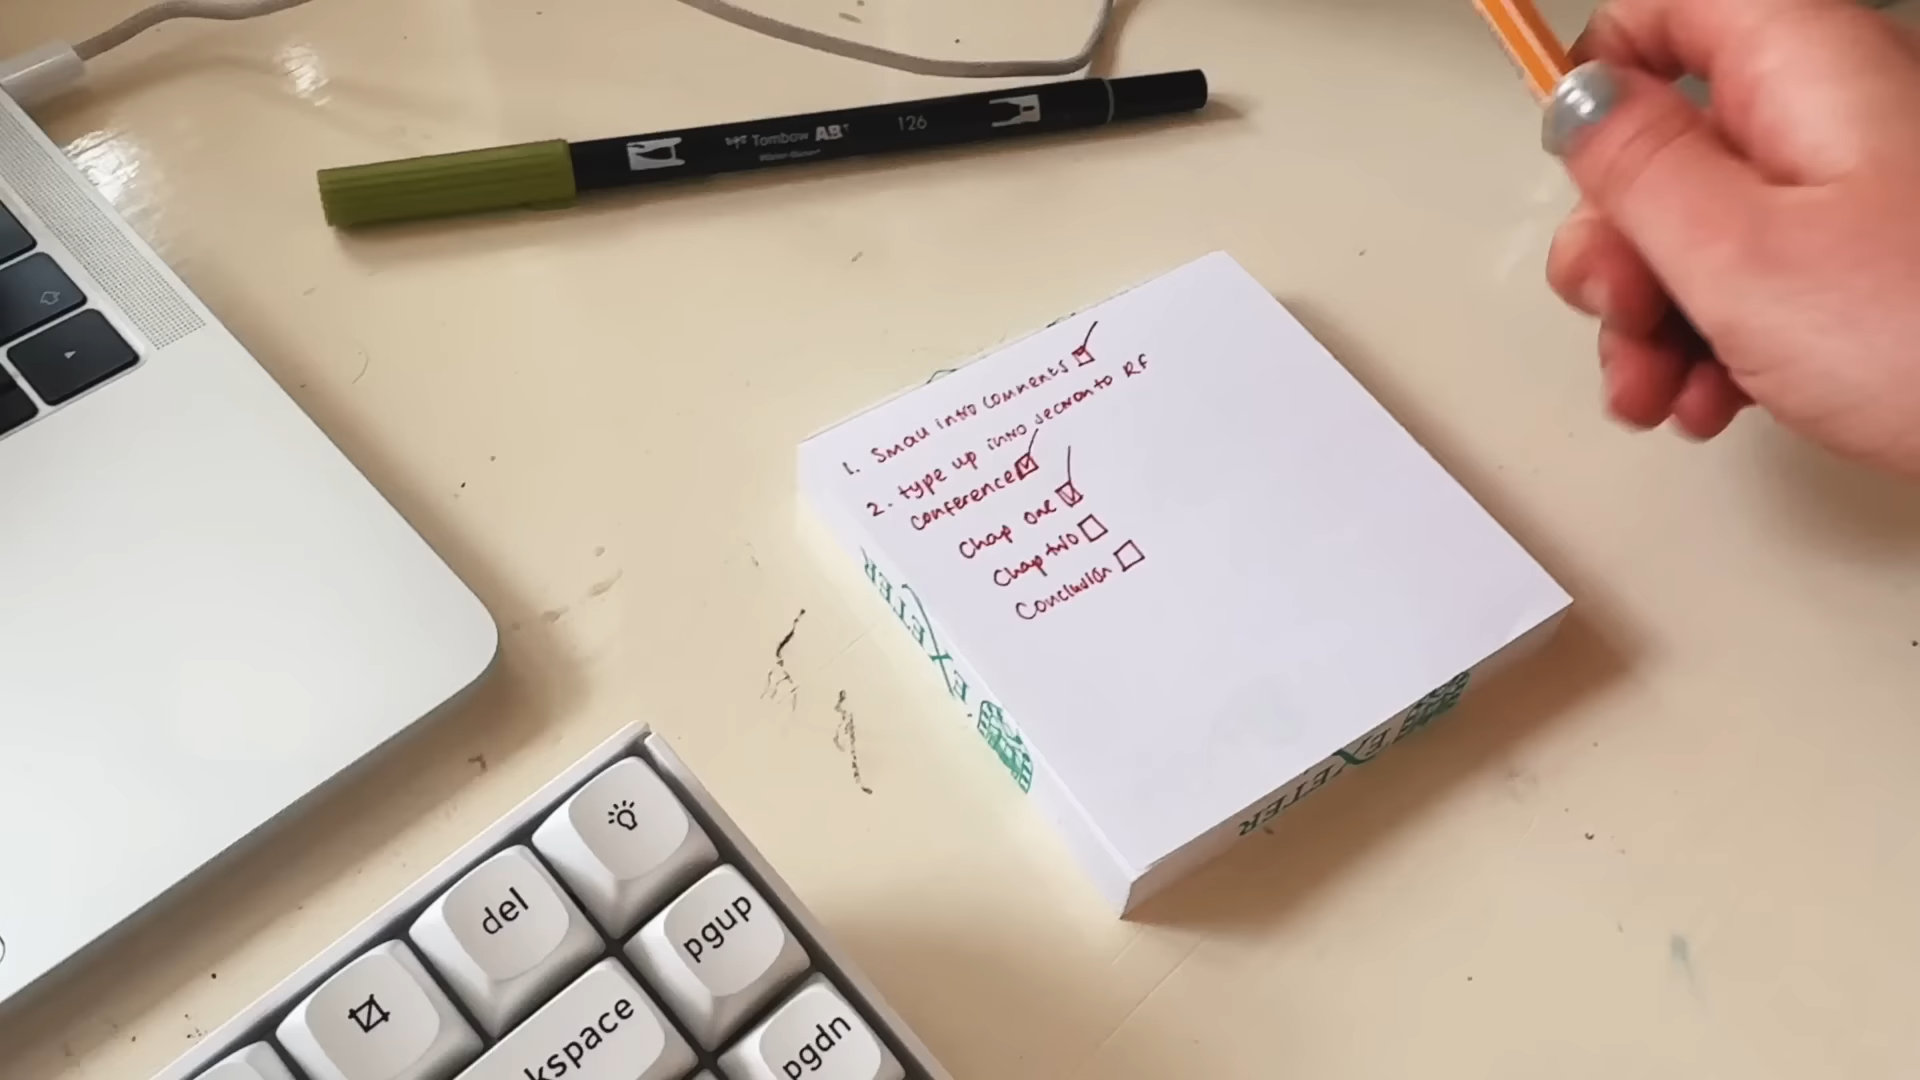 Tombow ABT 126
1. Small intro comments
2. type up intro section to RF
conference
Chap one
Chap two
Conclusion
EXETER
EXETER
del
pgup
kspace
pgdn